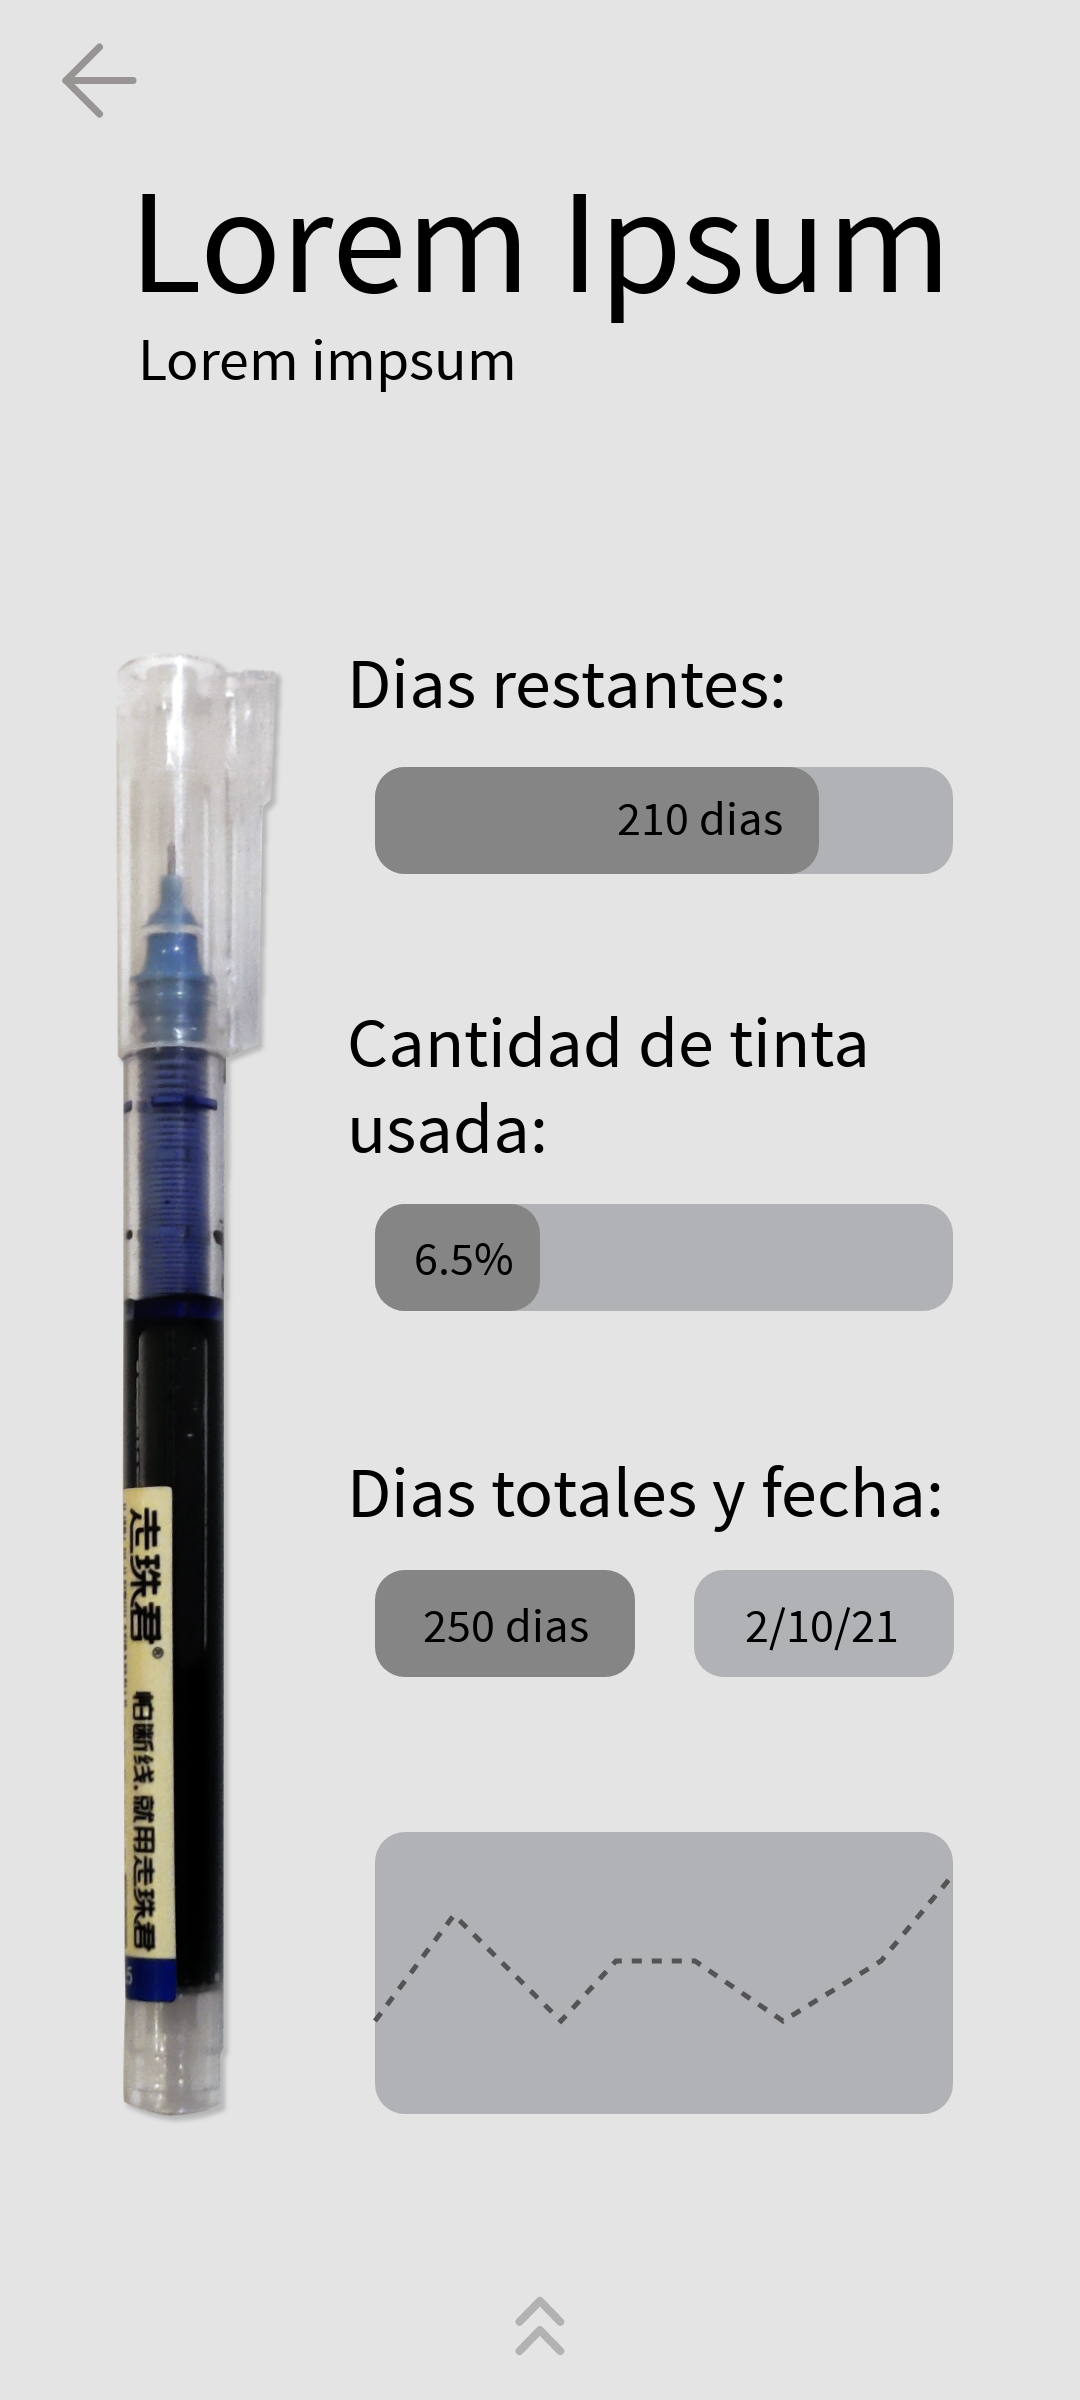 Lorem Ipsum
Lorem impsum
Dias restantes:
210 dias
Cantidad de tinta
usada:
6.5%
Dias totales y fecha:
250 dias
2/10/21
走珠君®
怕断线.就用走珠君
5